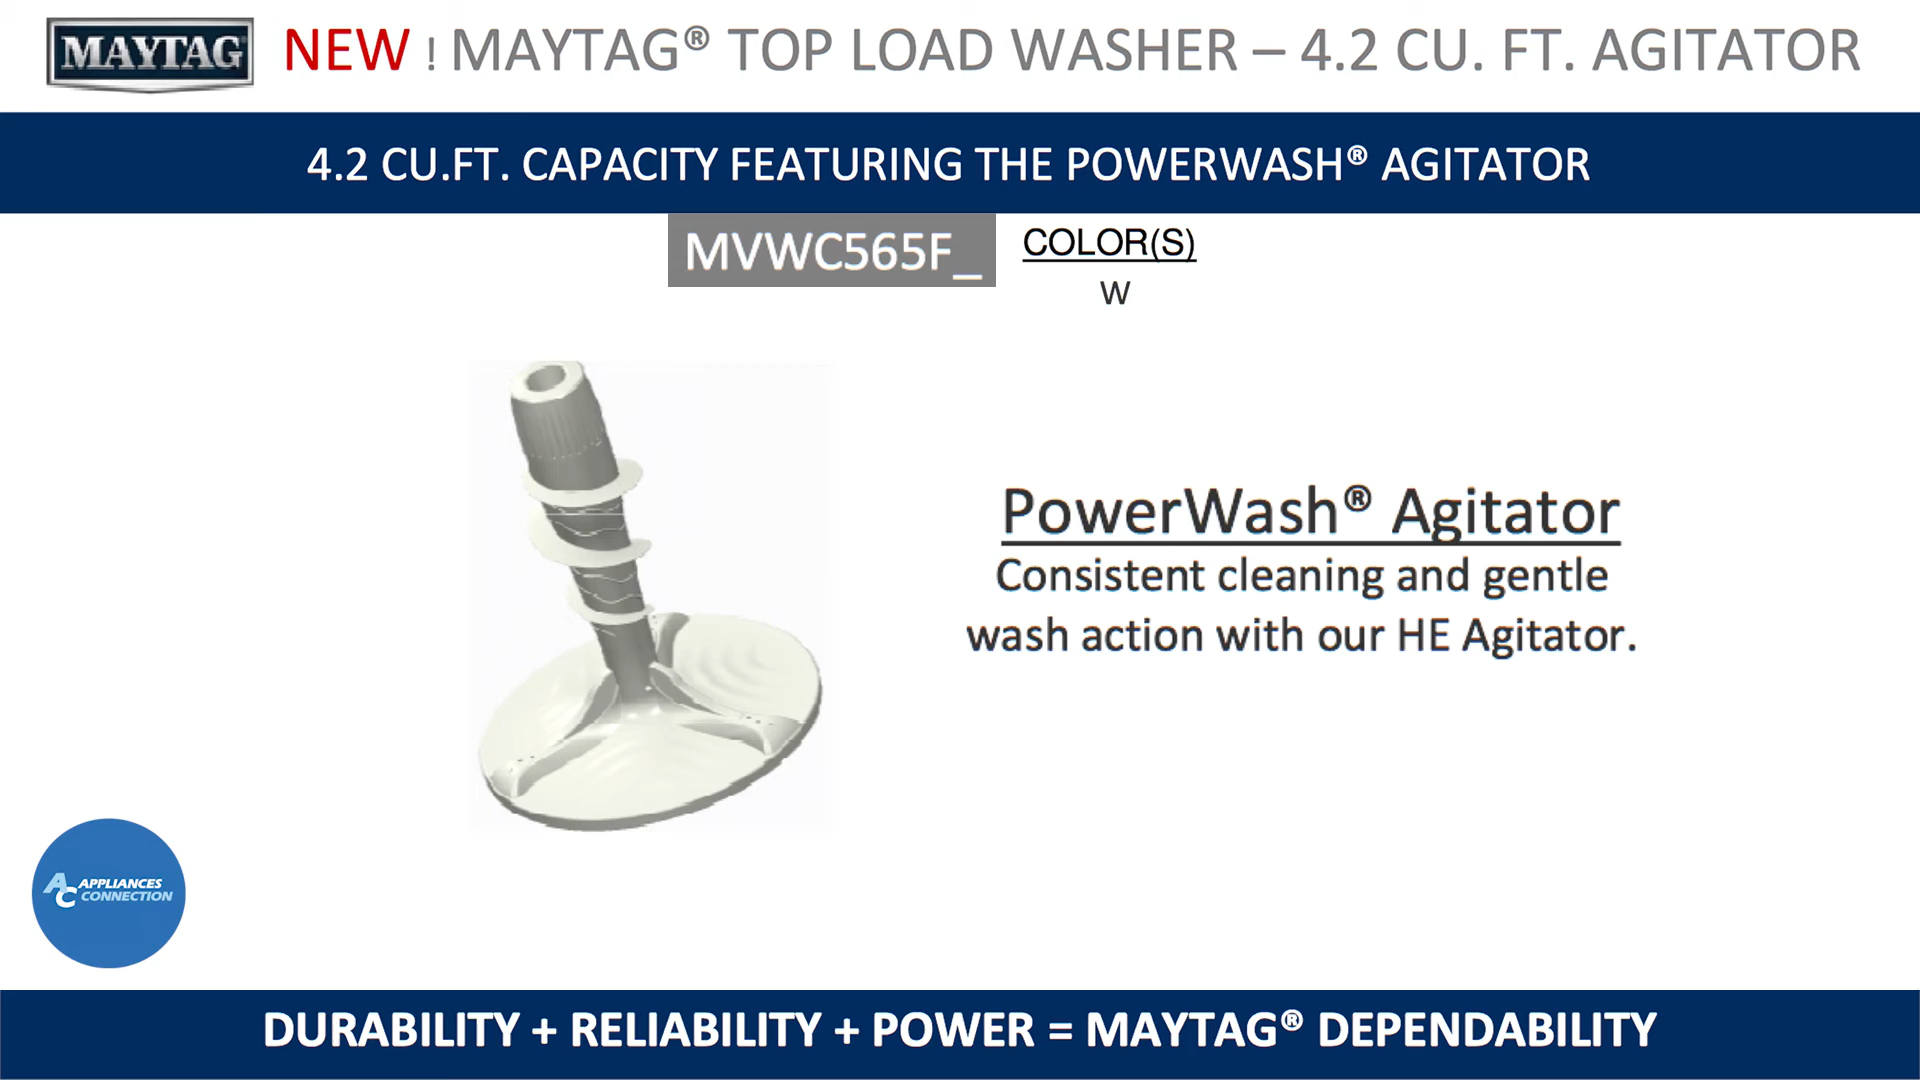 MAYTAG
NEW ! MAYTAG® TOP LOAD WASHER – 4.2 CU. FT. AGITATOR
4.2 CU.FT. CAPACITY FEATURING THE POWERWASH® AGITATOR
MVWC565F_
COLOR(S)
W
PowerWash® Agitator
Consistent cleaning and gentle
wash action with our HE Agitator.
AC APPLIANCES
CONNECTION
DURABILITY + RELIABILITY + POWER = MAYTAG® DEPENDABILITY